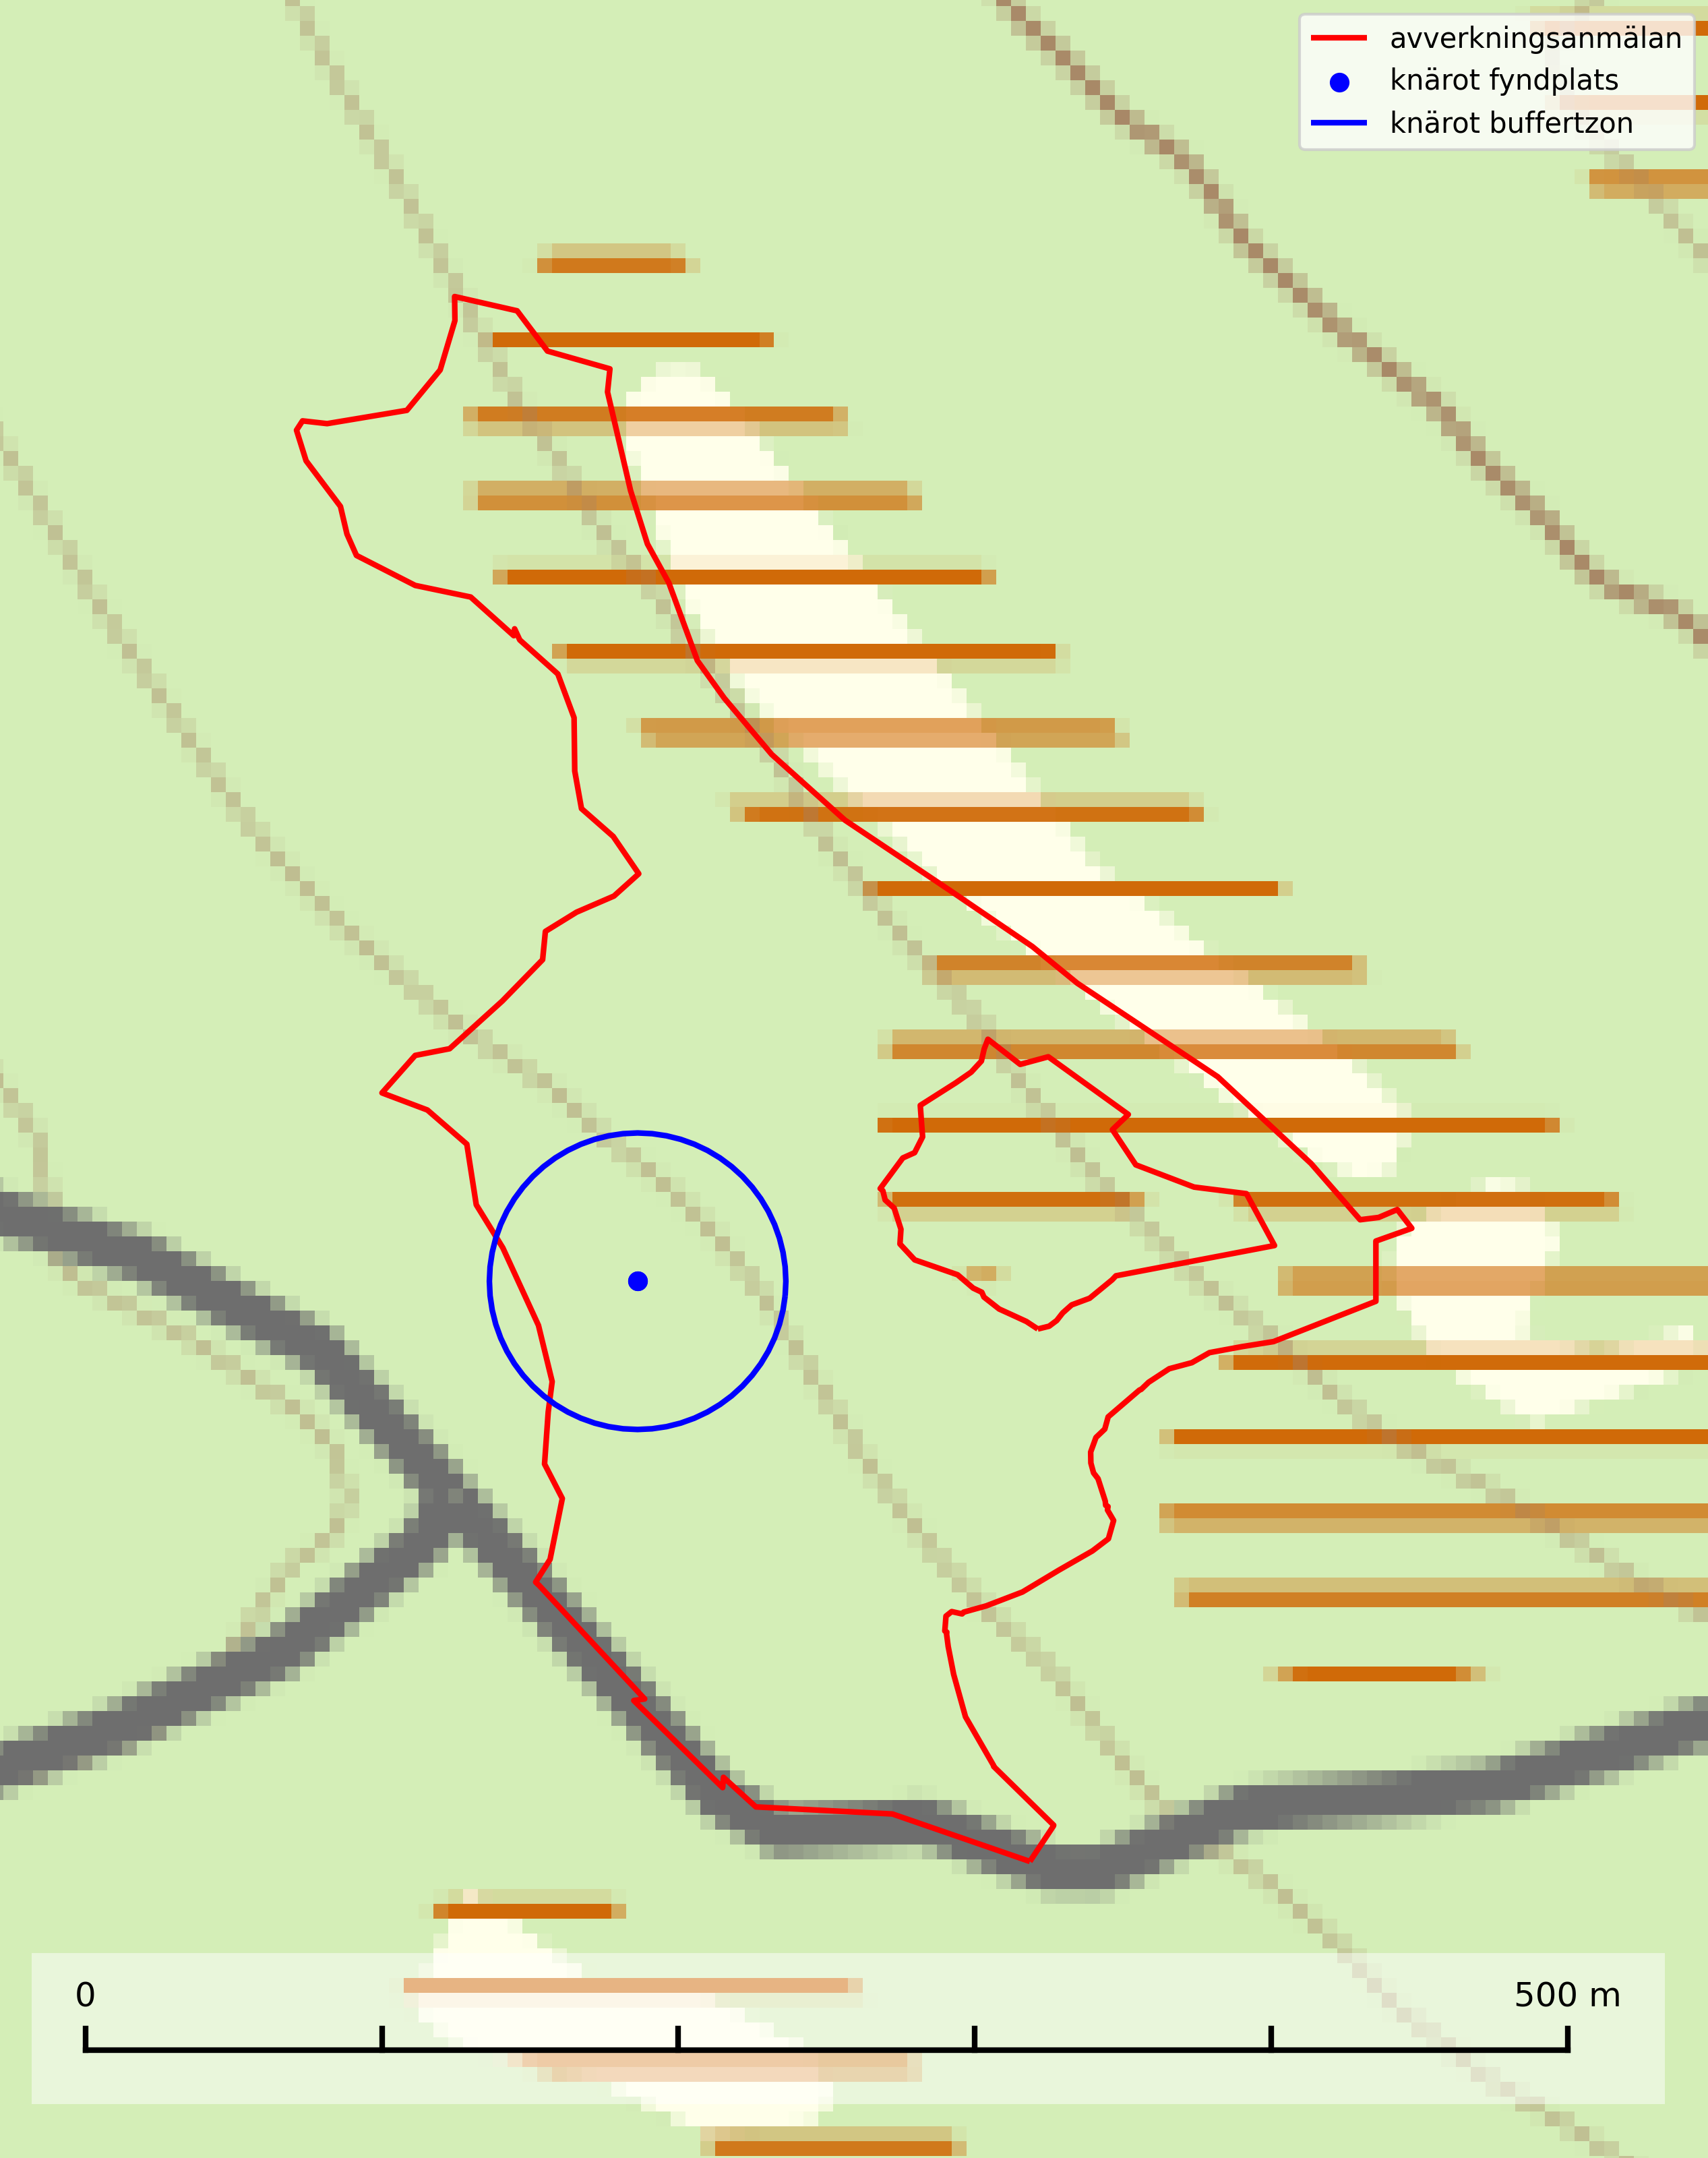 avverkningsanmälan
knärot fyndplats
knärot buffertzon
0 500 m